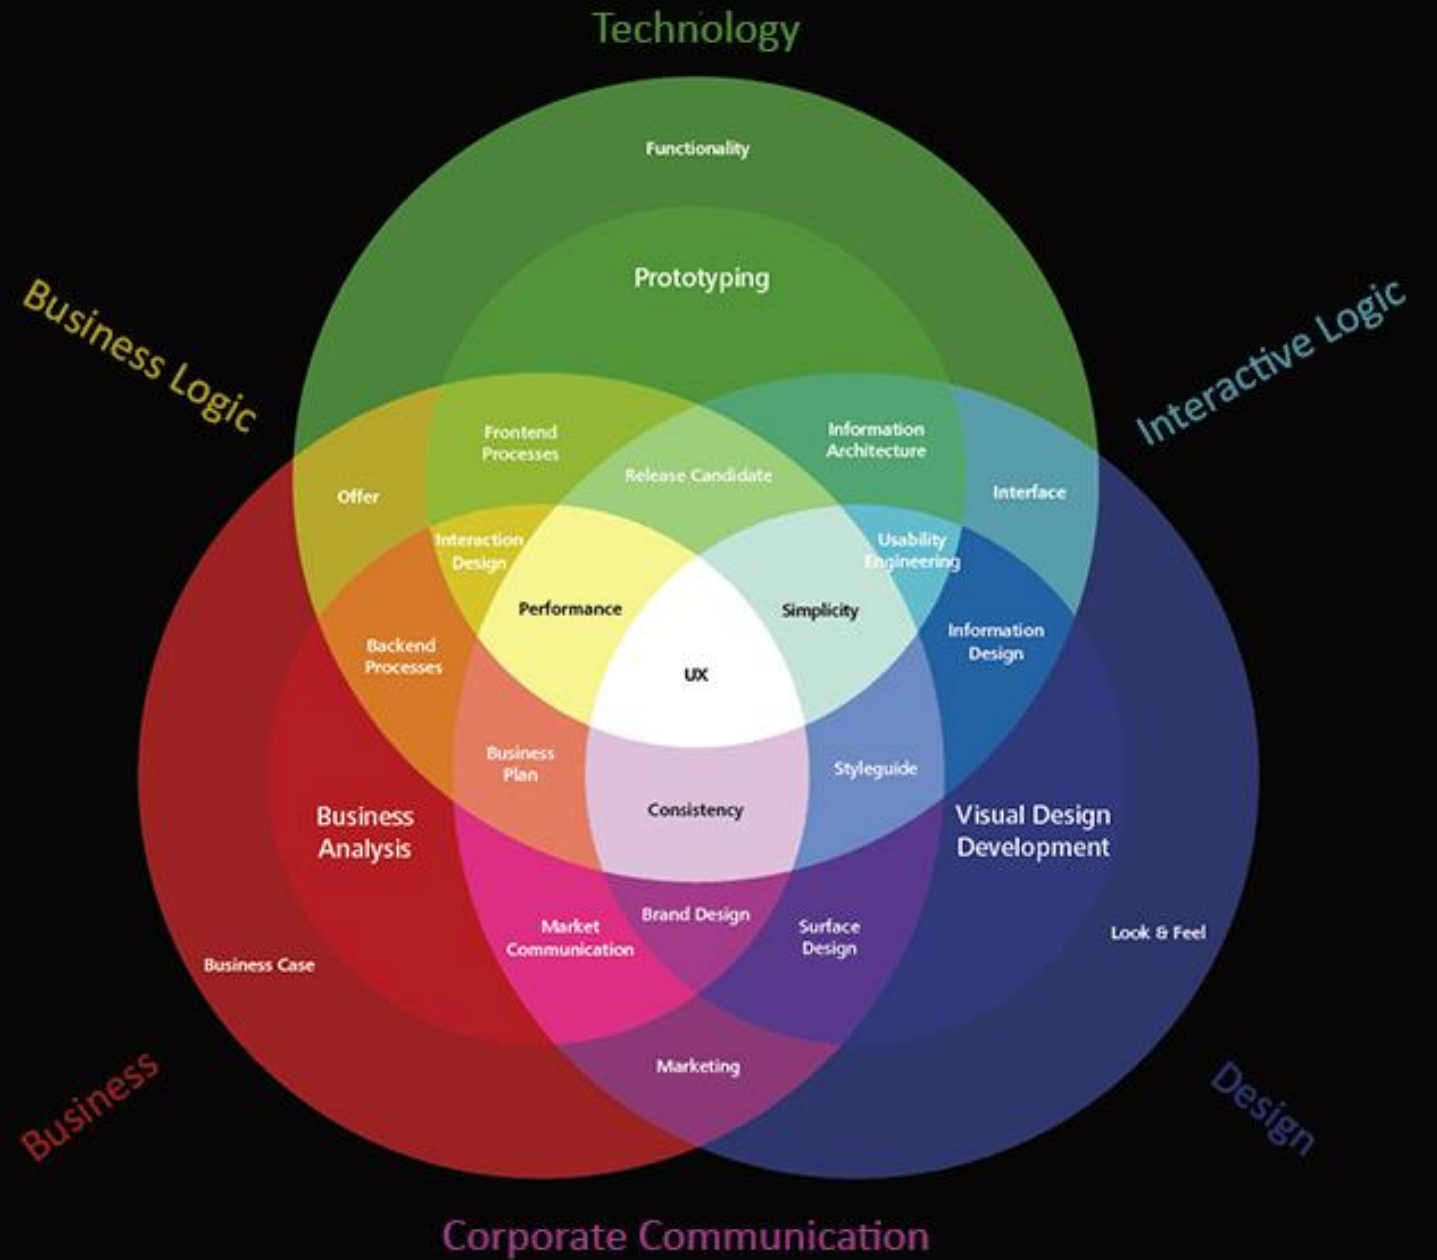 Technology
Functionality
Prototyping
Business Logic
Interactive Logic
Frontend
Processes
Information
Architecture
Release Candidate
Offer
Interface
Interaction
Design
Usability
Engineering
Performance
Simplicity
Backend
Processes
Information
Design
UX
Business
Plan
Styleguide
Consistency
Business
Analysis
Visual Design
Development
Brand Design
Market
Communication
Surface
Design
Look & Feel
Business Case
Marketing
Business
Design
Corporate Communication